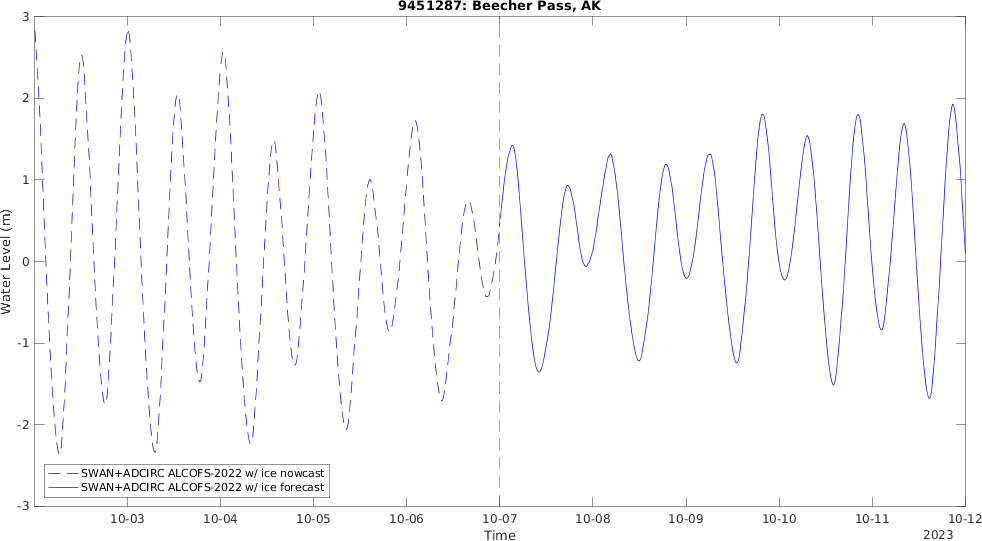 9451287: Beecher Pass, AK
3
2
1
0
-1
-2
-3
Water Level (m)
SWAN+ADCIRC ALCOFS-2022 w/ ice nowcast
SWAN+ADCIRC ALCOFS-2022 w/ ice forecast
10-03 10-04 10-05 10-06 10-07 10-08 10-09 10-10 10-11 10-12
Time
2023